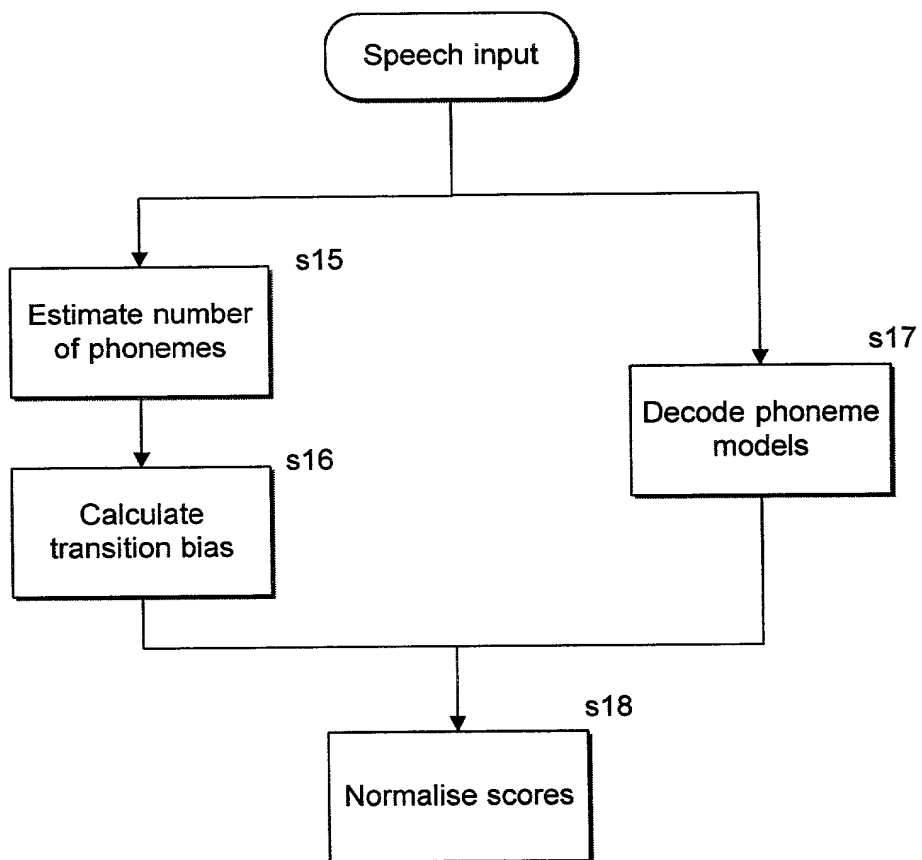 Speech input
s15
Estimate number
of phonemes
s17
Decode phoneme
models
s16
Calculate
transition bias
s18
Normalise scores